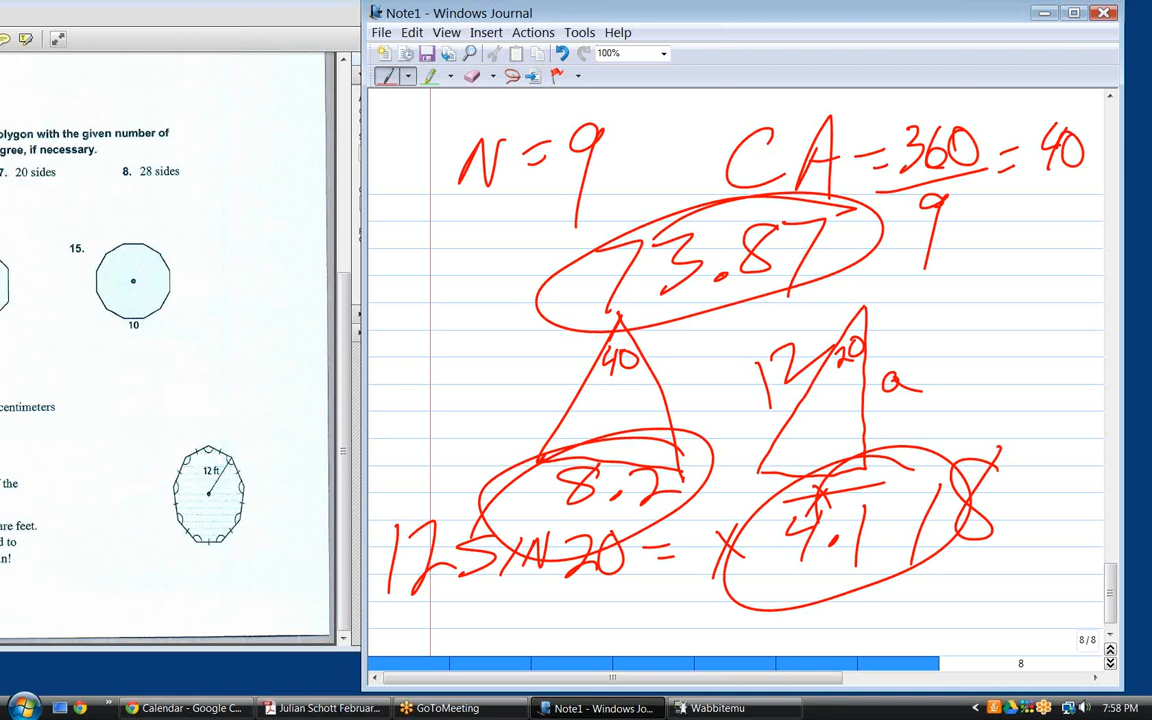 Note1 - Windows Journal
File Edit View Insert Actions Tools Help
100%
olygon with the given number of
egree, if necessary.
7. 20 sides
8. 28 sides
15.
10
centimeters
12 ft
f the
are feet.
d to
n!
N = 9
CA = 360 = 40
9
73.87
40
12
20
a
8.2
x
4.1 18
12 SIN 20 = x
8/8
8
Calendar - Google C...
Julian Schott Februar...
GoToMeeting
Note1 - Windows Jo...
Wabbitemu
7:58 PM